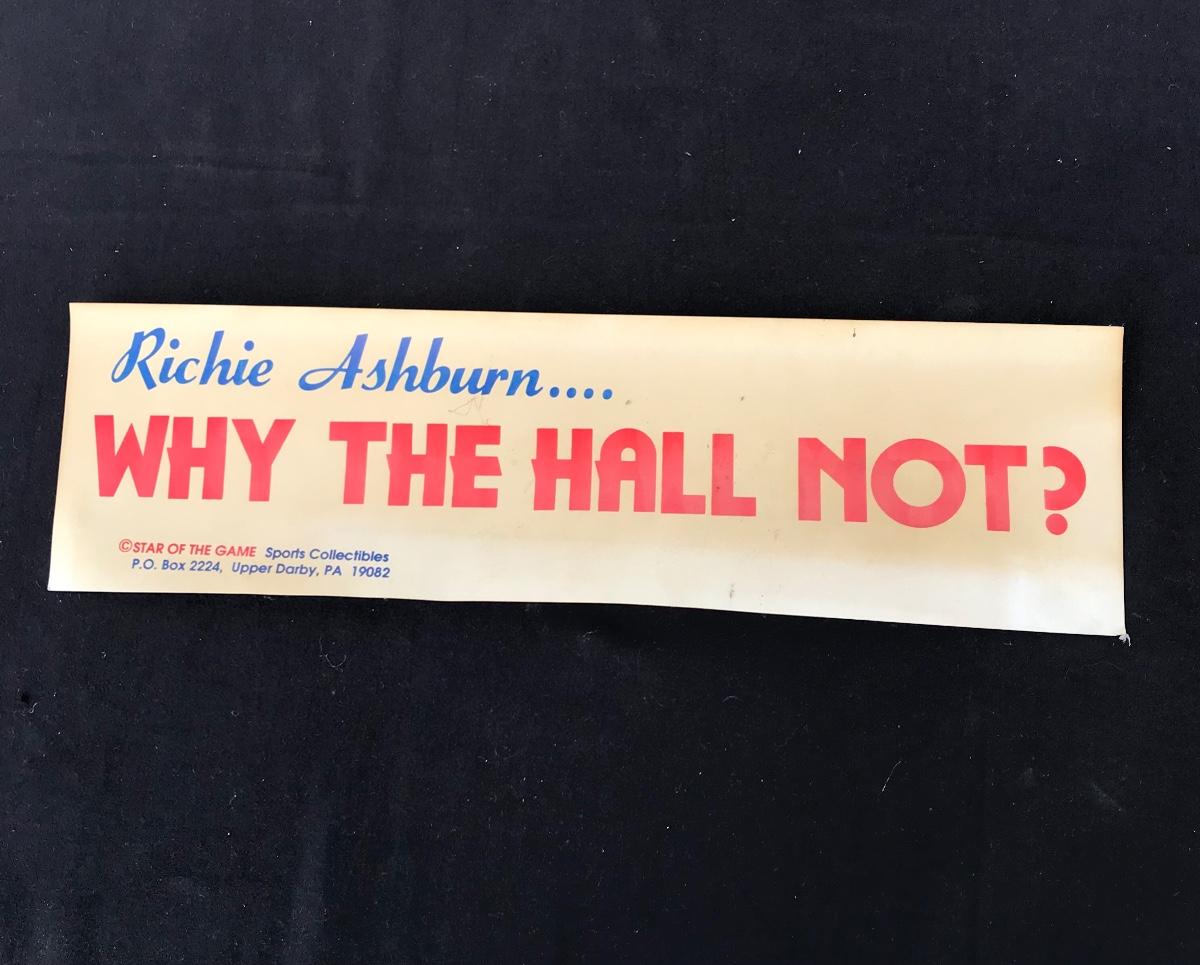 Richie Ashburn....
WHY THE HALL NOT?
©STAR OF THE GAME Sports Collectibles
P.O. Box 2224, Upper Darby, PA 19082